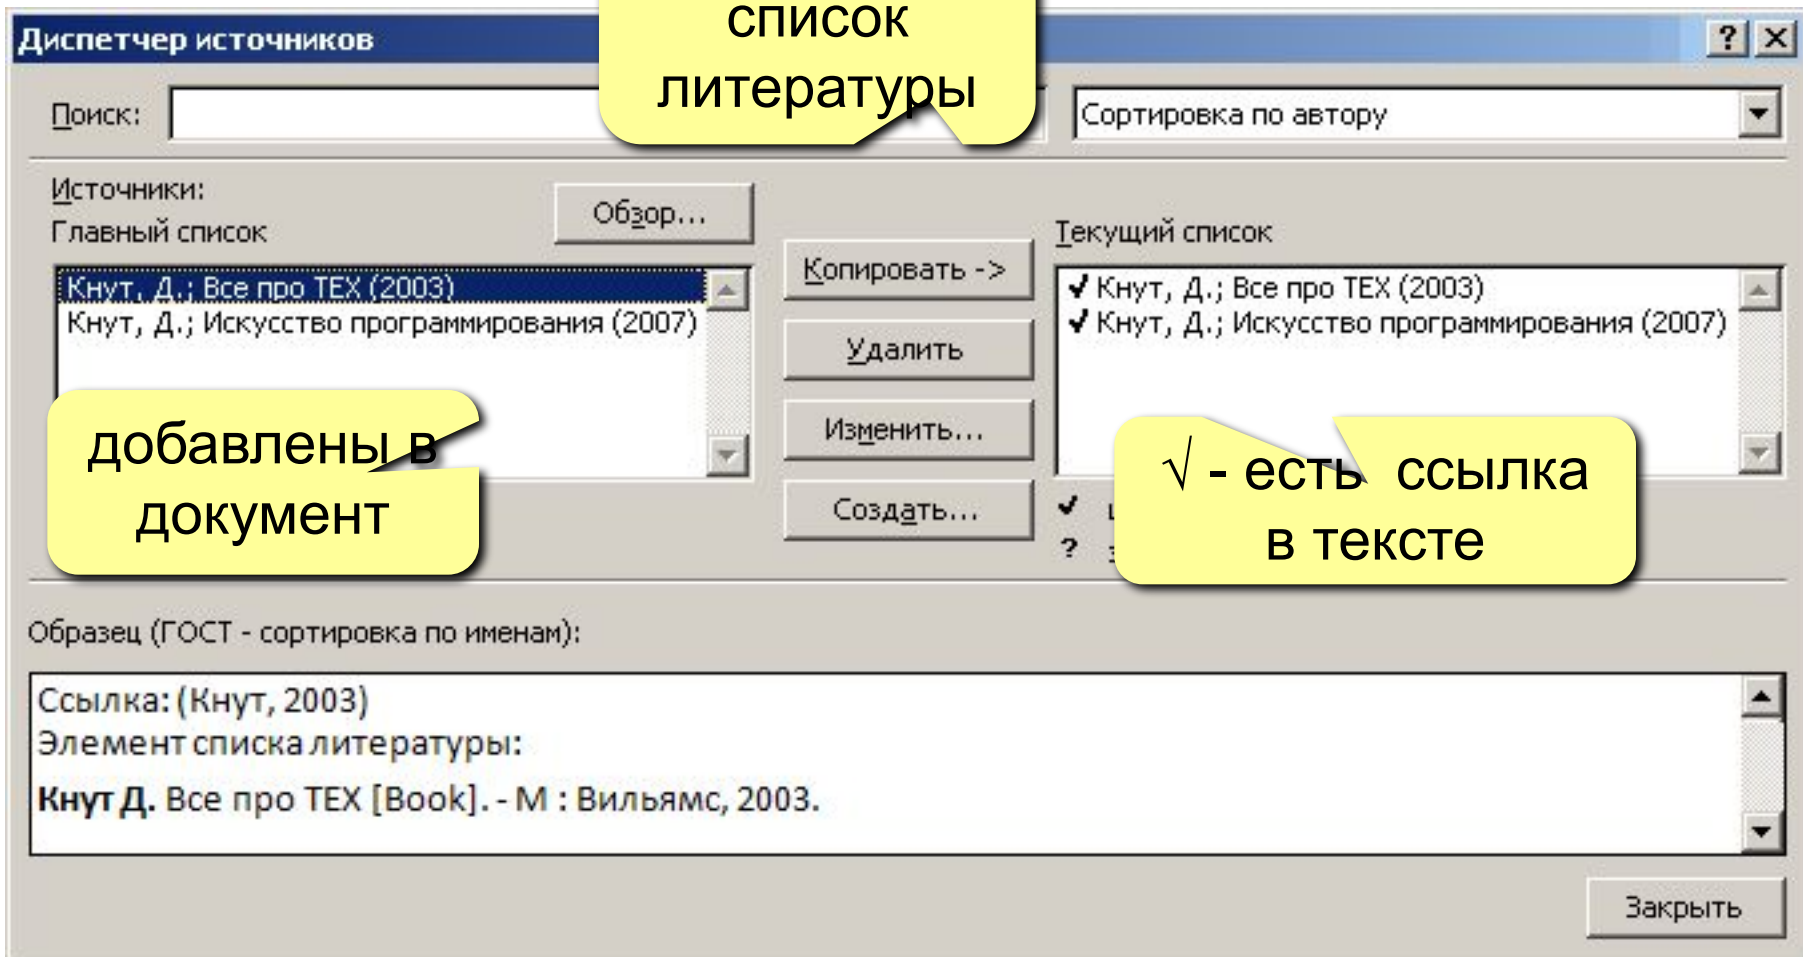 список
литературы
Диспетчер источников
Поиск:
Сортировка по автору
Источники:
Главный список
Обзор...
Текущий список
Кнут, Д.; Все про TEX (2003)
Кнут, Д.; Искусство программирования (2007)
Копировать ->
Удалить
Изменить...
Создать...
✓ Кнут, Д.; Все про TEX (2003)
✓ Кнут, Д.; Искусство программирования (2007)
добавлены в
документ
√ - есть ссылка
в тексте
✓
?
Образец (ГОСТ - сортировка по именам):
Ссылка: (Кнут, 2003)
Элемент списка литературы:
Кнут Д. Все про TEX [Book]. - М : Вильямс, 2003.
Закрыть